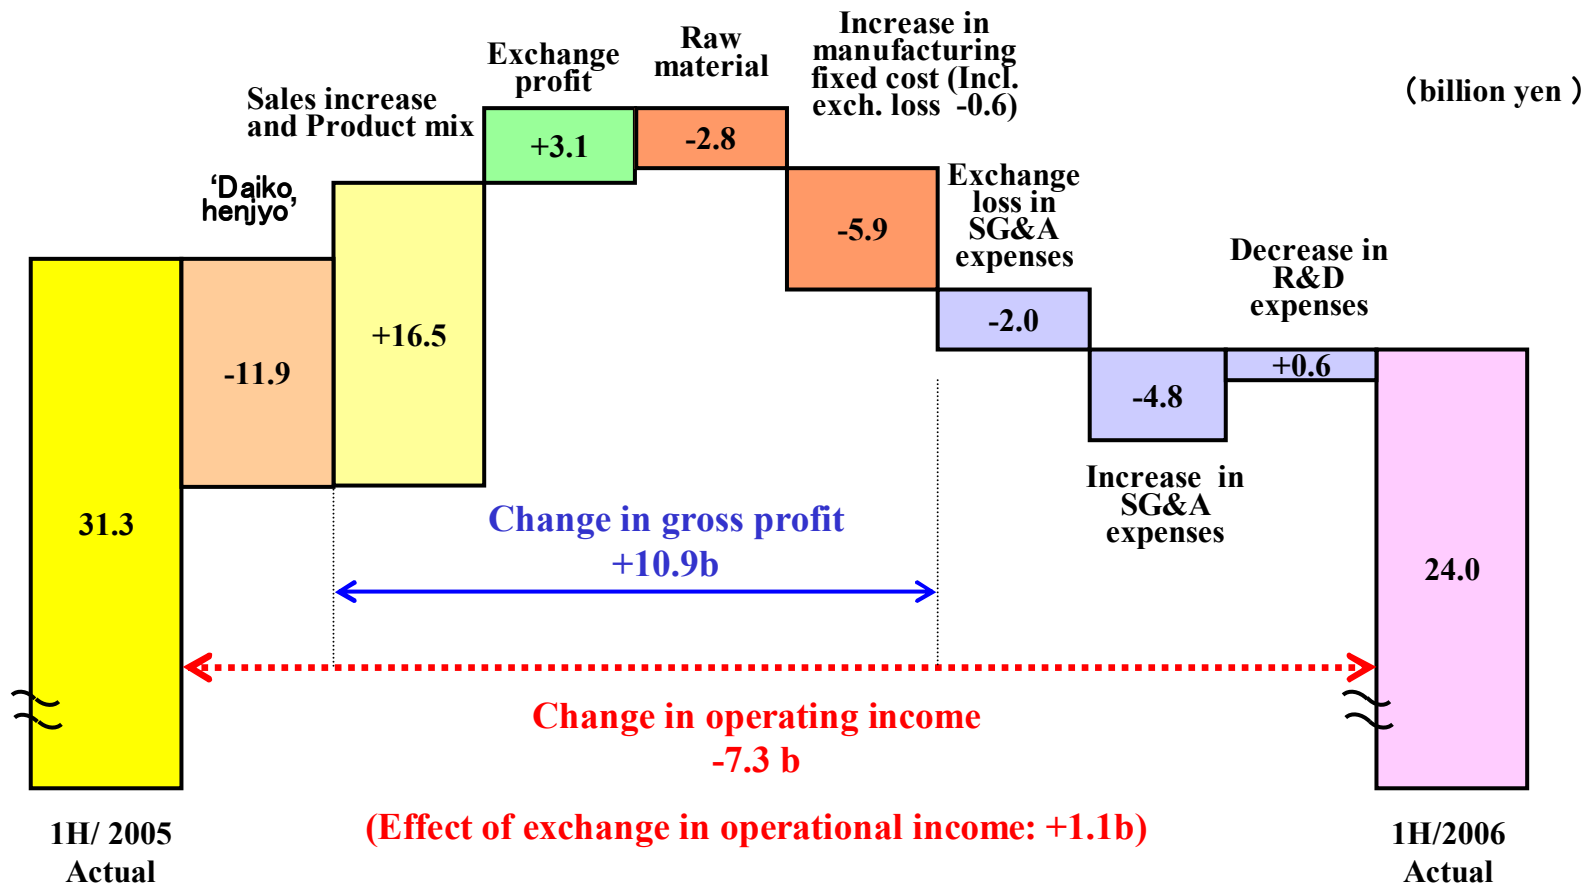 Increase in
manufacturing
fixed cost (Incl.
exch. loss  -0.6)
Raw
material
Exchange
profit
（billion yen ）
Sales increase
and Product mix
+3.1
-2.8
‘Daiko
henjyo’
Exchange
loss in
SG&A
expenses
-5.9
Decrease in
R&D
expenses
+16.5
-11.9
-2.0
+0.6
-4.8
Increase  in
SG&A
expenses
31.3
Change in gross profit
+10.9b
24.0
Change in operating income
-7.3 b
(Effect of exchange in operational income: +1.1b)
1H/ 2005
Actual
1H/2006
Actual